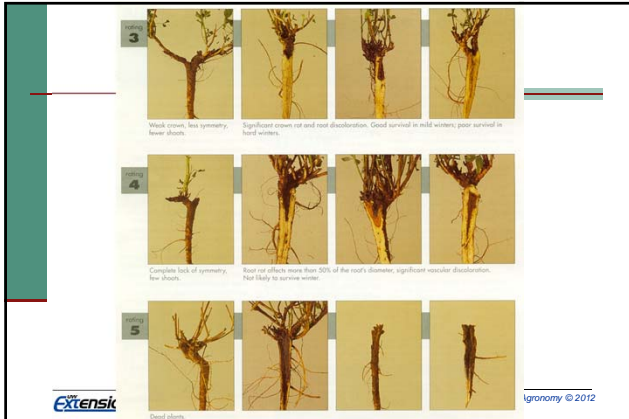 rating
3
Weak crown, less symmetry,
fewer shoots.
Significant crown rot and root discoloration. Good survival in mild winters; poor survival in
hard winters.
rating
4
Complete lack of symmetry,
few shoots.
Root rot affects more than 50% of the root's diameter, significant vascular discoloration.
Not likely to survive winter.
rating
5
Dead plants.
UW
Extensio
Agronomy © 2012